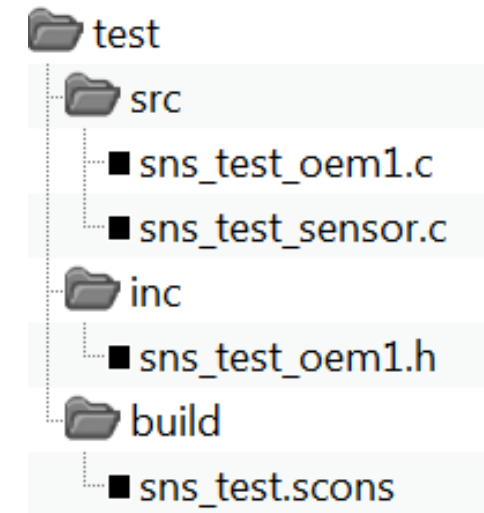 test
src
sns_test_oem1.c
sns_test_sensor.c
inc
sns_test_oem1.h
build
sns_test.scons